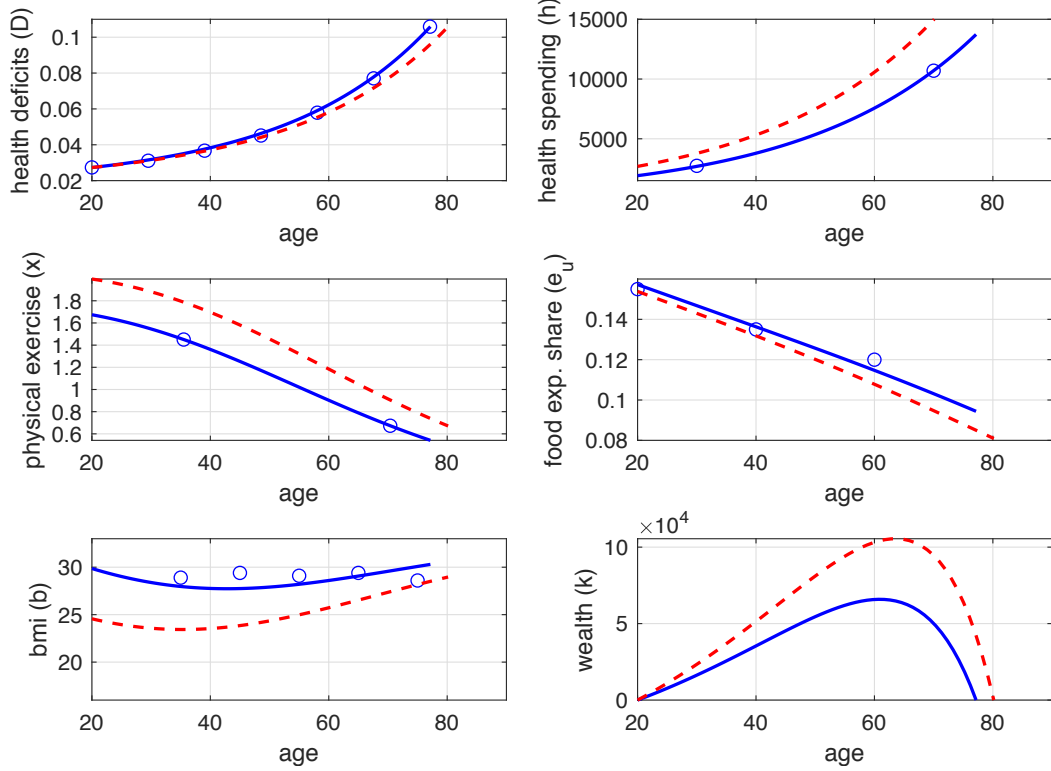 health deficits (D)
0.1
0.08
0.06
0.04
0.02
20 40 60 80
age
health spending (h)
15000
10000
5000
20 40 60 80
age
physical exercise (x)
1.8
1.6
1.4
1.2
1
0.8
0.6
20 40 60 80
age
food exp. share (e_u)
0.14
0.12
0.1
0.08
20 40 60 80
age
bmi (b)
30
25
20
20 40 60 80
age
×10^4
wealth (k)
10
5
0
20 40 60 80
age